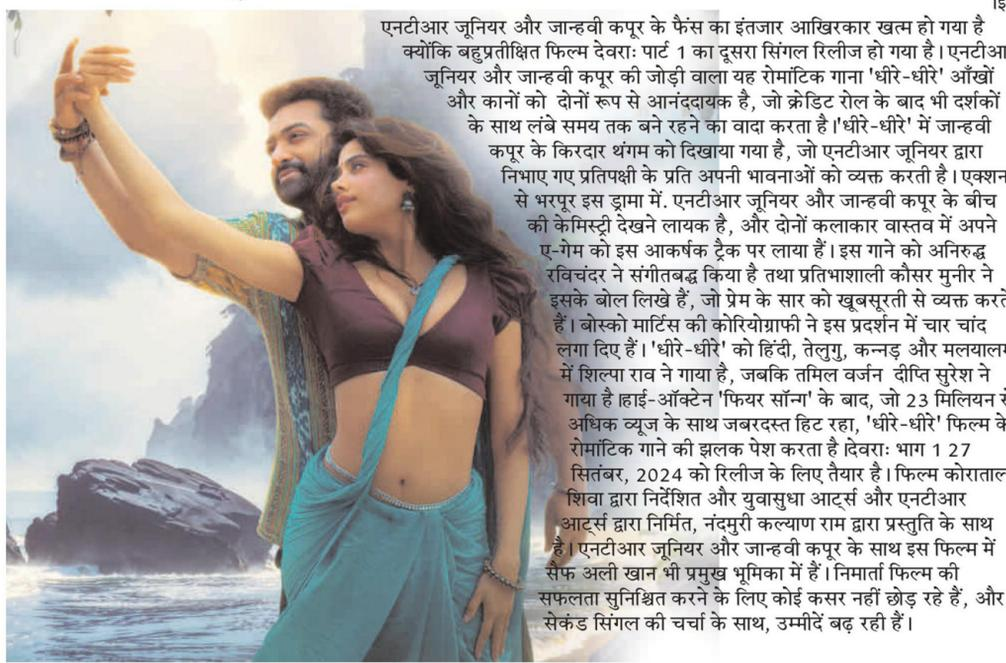 एनटीआर जूनियर और जान्हवी कपूर के फैंस का इंतजार आखिरकार खत्म हो गया है
क्योंकि बहुप्रतीक्षित फिल्म देवराः पार्ट 1 का दूसरा सिंगल रिलीज हो गया है। एनटीआ
जूनियर और जान्हवी कपूर की जोड़ी वाला यह रोमांटिक गाना 'धीरे-धीरे' आँखों
और कानों को दोनों रूप से आनंददायक है, जो क्रेडिट रोल के बाद भी दर्शकों
के साथ लंबे समय तक बने रहने का वादा करता है।'धीरे-धीरे' में जान्हवी
कपूर के किरदार थंगम को दिखाया गया है, जो एनटीआर जूनियर द्वारा
निभाए गए प्रतिपक्षी के प्रति अपनी भावनाओं को व्यक्त करती है। एक्शन
से भरपूर इस ड्रामा में. एनटीआर जूनियर और जान्हवी कपूर के बीच
की केमिस्ट्री देखने लायक है, और दोनों कलाकार वास्तव में अपने
ए-गेम को इस आकर्षक ट्रैक पर लाया हैं। इस गाने को अनिरुद्ध
रविचंदर ने संगीतबद्ध किया है तथा प्रतिभाशाली कौसर मुनीर ने
इसके बोल लिखे हैं, जो प्रेम के सार को खूबसूरती से व्यक्त करते
हैं। बोस्को मार्टिस की कोरियोग्राफी ने इस प्रदर्शन में चार चांद
लगा दिए हैं। 'धीरे-धीरे' को हिंदी, तेलुगु, कन्नड़ और मलयालम
में शिल्पा राव ने गाया है, जबकि तमिल वर्जन दीप्ति सुरेश ने
गाया है।हाई-ऑक्टेन 'फियर सॉन्ग' के बाद, जो 23 मिलियन से
अधिक व्यूज के साथ जबरदस्त हिट रहा, 'धीरे-धीरे' फिल्म के
रोमांटिक गाने की झलक पेश करता है।देवराः भाग 1 27
सितंबर, 2024 को रिलीज के लिए तैयार है। फिल्म कोराताल
शिवा द्वारा निर्देशित और युवासुधा आर्ट्स और एनटीआर
आर्ट्स द्वारा निर्मित, नंदमुरी कल्याण राम द्वारा प्रस्तुति के साथ
है। एनटीआर जूनियर और जान्हवी कपूर के साथ इस फिल्म में
सैफ अली खान भी प्रमुख भूमिका में हैं। निमार्ता फिल्म की
सफलता सुनिश्चित करने के लिए कोई कसर नहीं छोड़ रहे हैं, और
सेकंड सिंगल की चर्चा के साथ, उम्मीदें बढ़ रही हैं।